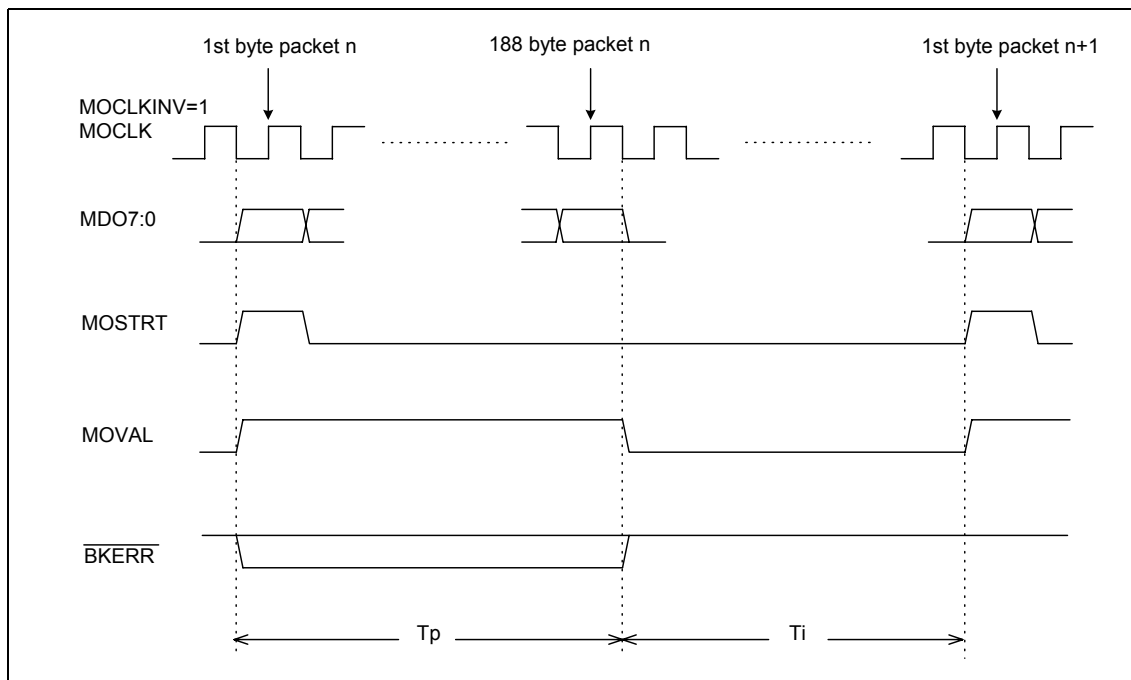 1st byte packet n
188 byte packet n
1st byte packet n+1
MOCLKINV=1
MOCLK
MDO7:0
MOSTRT
MOVAL
BKERR
Tp
Ti